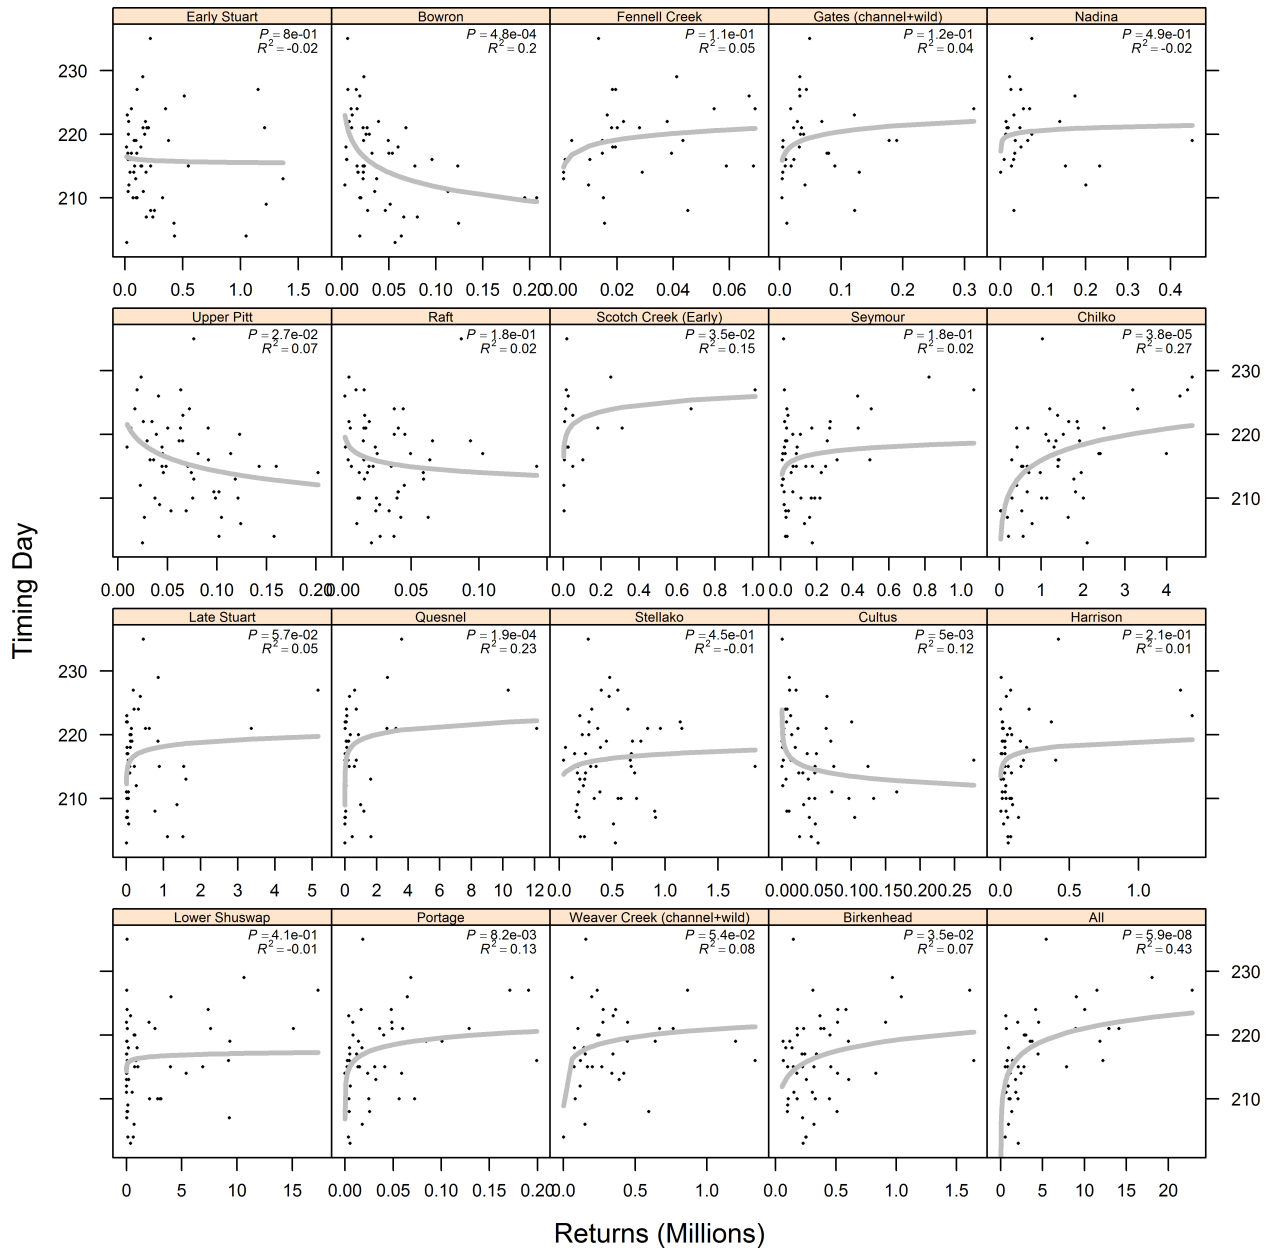 Early Stuart Bowron Fennell Creek Gates (channel+wild) Nadina
P = 8e-01 P = 4.8e-04 P = 1.1e-01 P = 1.2e-01 P = 4.9e-01
R2 = -0.02 R2 = 0.2 R2 = 0.05 R2 = 0.04 R2 = -0.02
230
220
210
0.0 0.5 1.0 1.5 0.00 0.05 0.10 0.15 0.20 0.00 0.02 0.04 0.06 0.0 0.1 0.2 0.3 0.0 0.1 0.2 0.3 0.4
Upper Pitt Raft Scotch Creek (Early) Seymour Chilko
P = 2.7e-02 P = 1.8e-01 P = 3.5e-02 P = 1.8e-01 P = 3.8e-05
R2 = 0.07 R2 = 0.02 R2 = 0.15 R2 = 0.02 R2 = 0.27
230
220
210
0.00 0.05 0.10 0.15 0.20 0.00 0.05 0.10 0.0 0.2 0.4 0.6 0.8 1.0 0.0 0.2 0.4 0.6 0.8 1.0 0 1 2 3 4
Timing Day
Late Stuart Quesnel Stellako Cultus Harrison
P = 5.7e-02 P = 1.9e-04 P = 4.5e-01 P = 5e-03 P = 2.1e-01
R2 = 0.05 R2 = 0.23 R2 = -0.01 R2 = 0.12 R2 = 0.01
230
220
210
0 1 2 3 4 5 0 2 4 6 8 10 12 0.0 0.5 1.0 1.5 0.00 0.05 0.10 0.15 0.20 0.25 0.0 0.5 1.0
Lower Shuswap Portage Weaver Creek (channel+wild) Birkenhead All
P = 4.1e-01 P = 8.2e-03 P = 5.4e-02 P = 3.5e-02 P = 5.9e-08
R2 = -0.01 R2 = 0.13 R2 = 0.08 R2 = 0.07 R2 = 0.43
230
220
210
0 5 10 15 0.00 0.05 0.10 0.15 0.20 0.0 0.5 1.0 0.0 0.5 1.0 1.5 0 5 10 15 20
Returns (Millions)